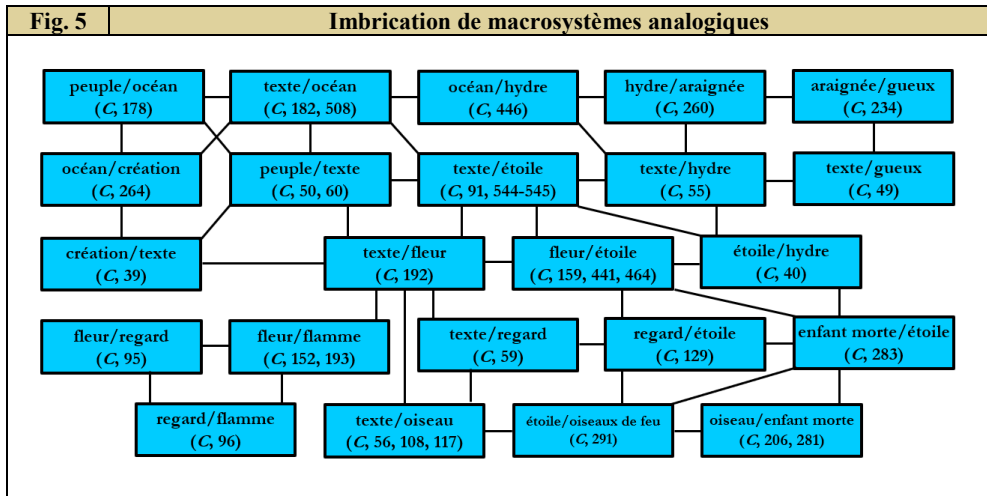 Fig. 5 Imbrication de macrosystèmes analogiques
peuple/océan
(C, 178)
texte/océan
(C, 182, 508)
océan/hydre
(C, 446)
hydre/araignée
(C, 260)
araignée/gueux
(C, 234)
océan/création
(C, 264)
peuple/texte
(C, 50, 60)
texte/étoile
(C, 91, 544-545)
texte/hydre
(C, 55)
texte/gueux
(C, 49)
création/texte
(C, 39)
texte/fleur
(C, 192)
fleur/étoile
(C, 159, 441, 464)
étoile/hydre
(C, 40)
fleur/regard
(C, 95)
fleur/flamme
(C, 152, 193)
texte/regard
(C, 59)
regard/étoile
(C, 129)
enfant morte/étoile
(C, 283)
regard/flamme
(C, 96)
texte/oiseau
(C, 56, 108, 117)
étoile/oiseaux de feu
(C, 291)
oiseau/enfant morte
(C, 206, 281)